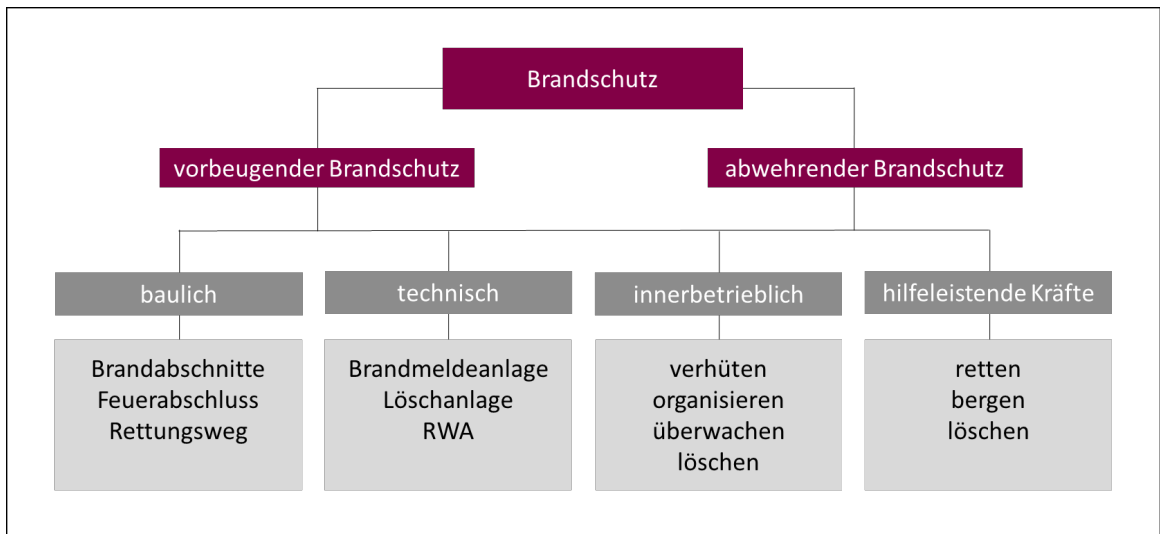 Brandschutz
vorbeugender Brandschutz
abwehrender Brandschutz
baulich
technisch
innerbetrieblich
hilfeleistende Kräfte
Brandabschnitte
Feuerabschluss
Rettungsweg
Brandmeldeanlage
Löschanlage
RWA
verhüten
organisieren
überwachen
löschen
retten
bergen
löschen